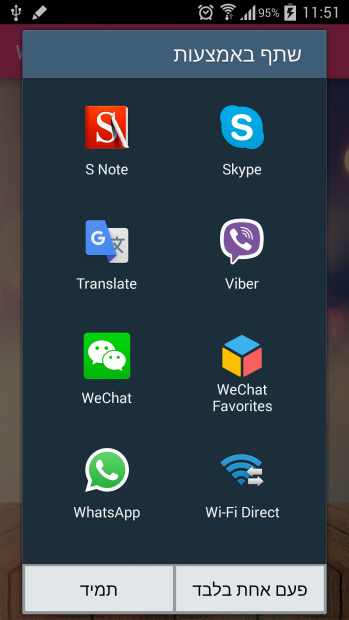 95% 11:51
W
שתף באמצעות
S Note
Skype
Translate
Viber
WeChat
WeChat
Favorites
WhatsApp
Wi-Fi Direct
פעם אחת בלבד
תמיד